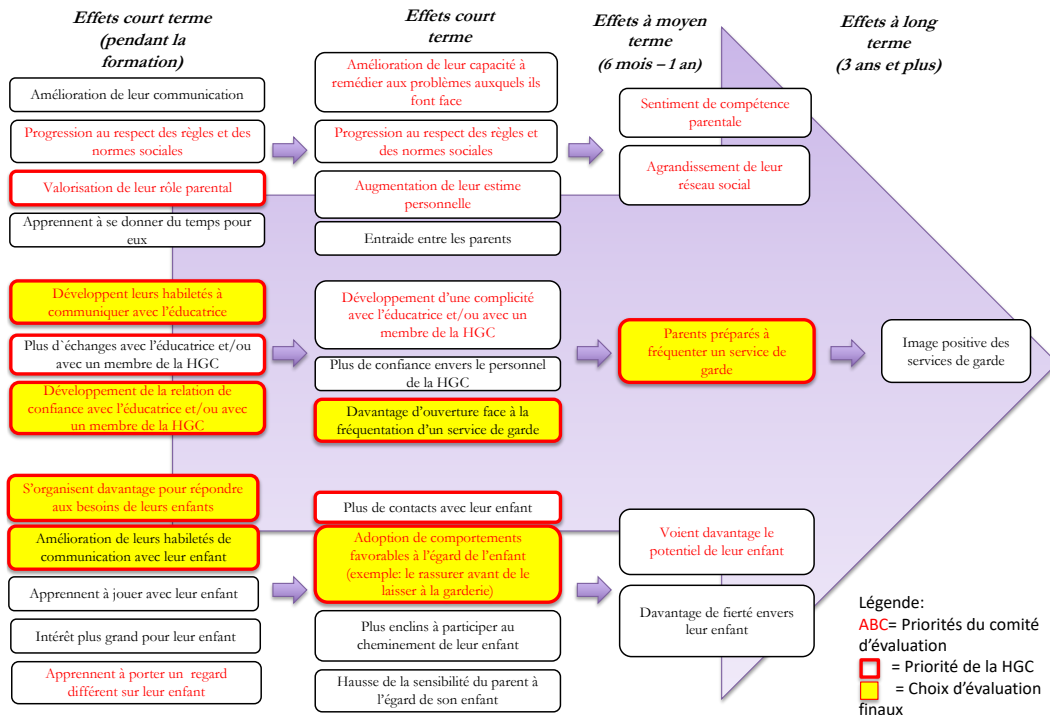 Effets court terme
(pendant la
formation)
Amélioration de leur communication
Progression au respect des règles et des
normes sociales
Valorisation de leur rôle parental
Apprennent à se donner du temps pour
eux
Développent leurs habiletés à
communiquer avec l'éducatrice
Plus d`échanges avec l'éducatrice et/ou
avec un membre de la HGC
Développement de la relation de
confiance avec l'éducatrice et/ou avec
un membre de la HGC
S'organisent davantage pour répondre
aux besoins de leurs enfants
Amélioration de leurs habiletés de
communication avec leur enfant
Apprennent à jouer avec leur enfant
Intérêt plus grand pour leur enfant
Apprennent à porter un regard
différent sur leur enfant
Effets court
terme
Amélioration de leur capacité à
remédier aux problèmes auxquels ils
font face
Progression au respect des règles
et des normes sociales
Augmentation de leur estime
personnelle
Entraide entre les parents
Développement d'une complicité
avec l'éducatrice et/ou avec un
membre de la HGC
Plus de confiance envers le personnel
de la HGC
Davantage d'ouverture face à la
fréquentation d'un service de garde
Plus de contacts avec leur enfant
Adoption de comportements
favorables à l'égard de l'enfant
(exemple: le rassurer avant de le
laisser à la garderie)
Plus enclins à participer au
cheminement de leur enfant
Hausse de la sensibilité du parent à
l'égard de son enfant
Effets à moyen
terme
(6 mois – 1 an)
Sentiment de compétence
parentale
Agrandissement de leur
réseau social
Parents préparés à
fréquenter un service de
garde
Voient davantage le
potentiel de leur enfant
Davantage de fierté envers
leur enfant
Effets à long
terme
(3 ans et plus)
Image positive des
services de garde
Légende:
ABC= Priorités du comité
d'évaluation
= Priorité de la HGC
= Choix d'évaluation
finaux